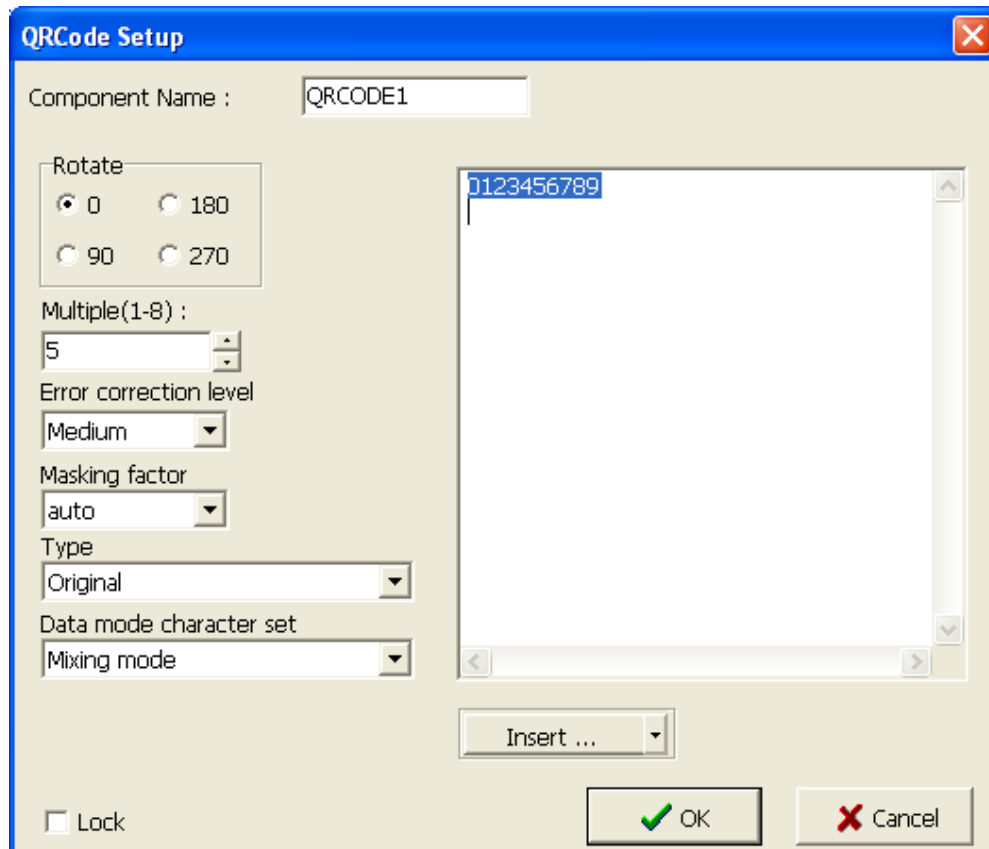 QRCode Setup
Component Name :
QRCODE1
Rotate
0 180
90 270
Multiple(1-8) :
5
Error correction level
Medium
Masking factor
auto
Type
Original
Data mode character set
Mixing mode
0123456789
Insert ...
Lock
OK
Cancel